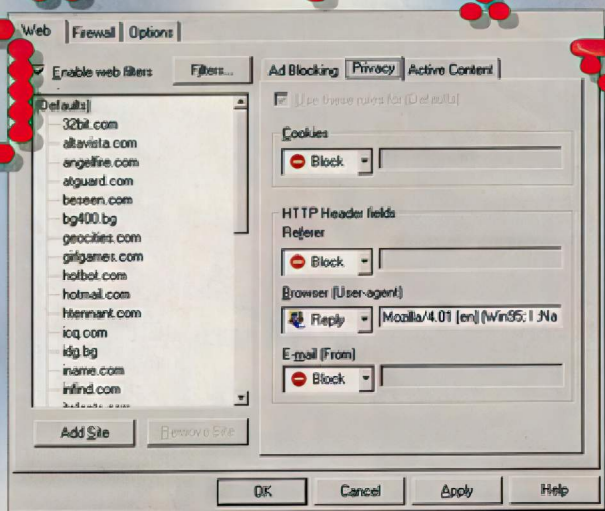 Web Firewall Options
Enable web filters Filters...
(Defaults)
32bit.com
altavista.com
angelfire.com
atguard.com
beseen.com
bg400.bg
geocities.com
girlgames.com
hotbot.com
hotmail.com
htennant.com
icq.com
idg.bg
iname.com
infind.com
Add Site Remove Site
Ad Blocking Privacy Active Content
Use these rules for (Defaults)
Cookies
Block
HTTP Header fields
Referer
Block
Browser (User-agent)
Reply Mozilla/4.01 [en] (Win95; I ;Na
E-mail (From)
Block
OK Cancel Apply Help